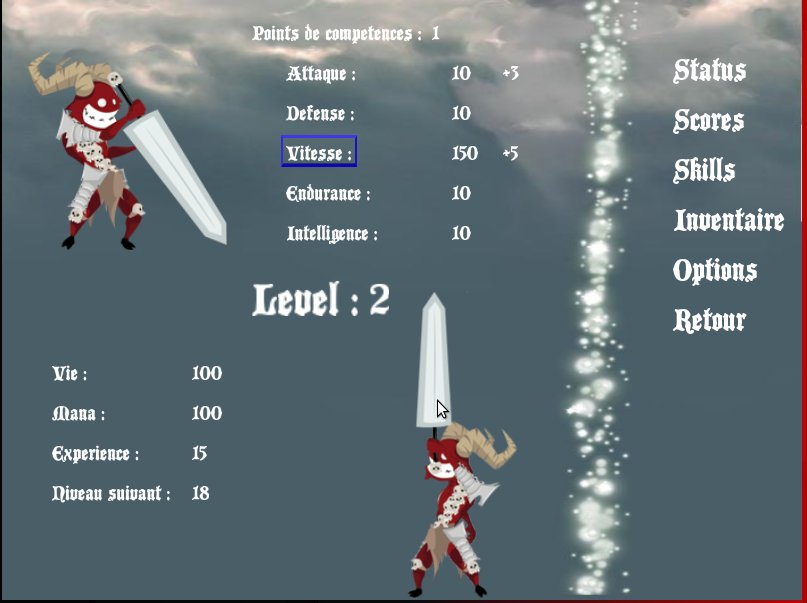 Points de competences : 1
Attaque : 10 +3
Defense : 10
Vitesse : 150 +5
Endurance : 10
Intelligence : 10
Level : 2
Vie : 100
Mana : 100
Experience : 15
Niveau suivant : 18
Status
Scores
Skills
Inventaire
Options
Retour